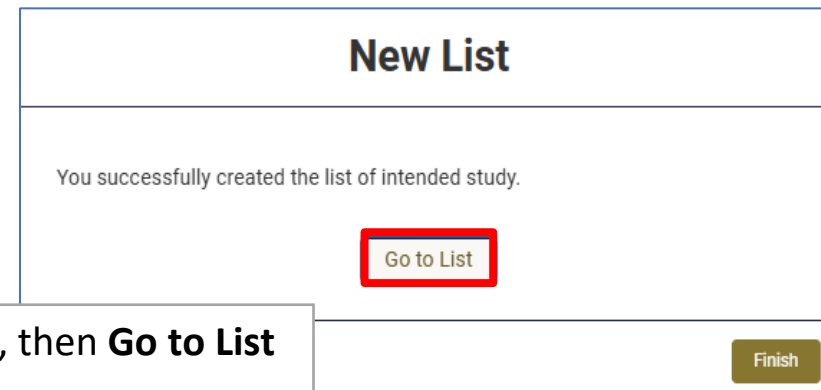 New List
You successfully created the list of intended study.
Go to List
, then Go to List
Finish